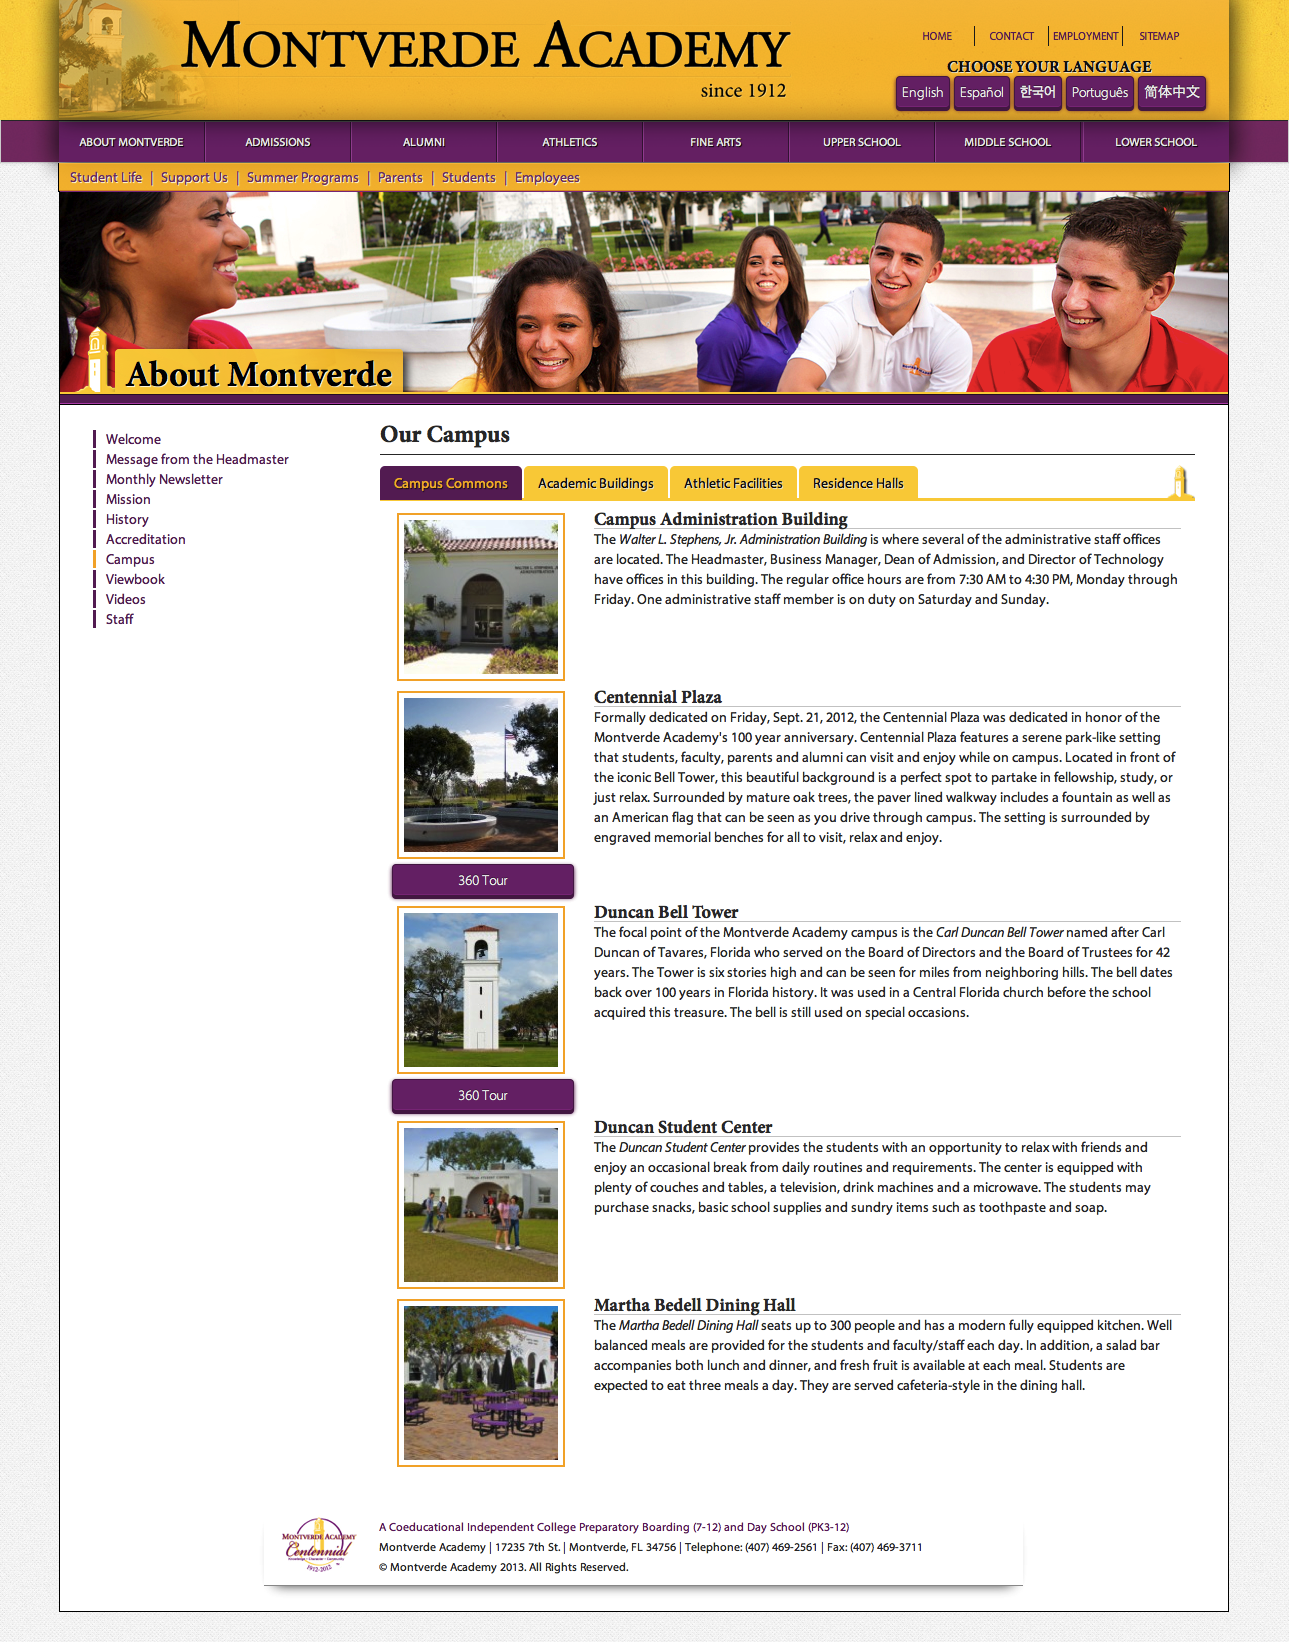 MONTVERDE ACADEMY
since 1912
HOME
CONTACT
EMPLOYMENT
SITEMAP
CHOOSE YOUR LANGUAGE
English
Español
한국어
Português
简体中文
ABOUT MONTVERDE
ADMISSIONS
ALUMNI
ATHLETICS
FINE ARTS
UPPER SCHOOL
MIDDLE SCHOOL
LOWER SCHOOL
Student Life | Support Us | Summer Programs | Parents | Students | Employees
About Montverde
Welcome
Message from the Headmaster
Monthly Newsletter
Mission
History
Accreditation
Campus
Viewbook
Videos
Staff
Our Campus
Campus Commons
Academic Buildings
Athletic Facilities
Residence Halls
Campus Administration Building
The Walter L. Stephens, Jr. Administration Building is where several of the administrative staff offices
are located. The Headmaster, Business Manager, Dean of Admission, and Director of Technology
have offices in this building. The regular office hours are from 7:30 AM to 4:30 PM, Monday through
Friday. One administrative staff member is on duty on Saturday and Sunday.
Centennial Plaza
Formally dedicated on Friday, Sept. 21, 2012, the Centennial Plaza was dedicated in honor of the
Montverde Academy's 100 year anniversary. Centennial Plaza features a serene park-like setting
that students, faculty, parents and alumni can visit and enjoy while on campus. Located in front of
the iconic Bell Tower, this beautiful background is a perfect spot to partake in fellowship, study, or
just relax. Surrounded by mature oak trees, the paver lined walkway includes a fountain as well as
an American flag that can be seen as you drive through campus. The setting is surrounded by
engraved memorial benches for all to visit, relax and enjoy.
360 Tour
Duncan Bell Tower
The focal point of the Montverde Academy campus is the Carl Duncan Bell Tower named after Carl
Duncan of Tavares, Florida who served on the Board of Directors and the Board of Trustees for 42
years. The Tower is six stories high and can be seen for miles from neighboring hills. The bell dates
back over 100 years in Florida history. It was used in a Central Florida church before the school
acquired this treasure. The bell is still used on special occasions.
360 Tour
Duncan Student Center
The Duncan Student Center provides the students with an opportunity to relax with friends and
enjoy an occasional break from daily routines and requirements. The center is equipped with
plenty of couches and tables, a television, drink machines and a microwave. The students may
purchase snacks, basic school supplies and sundry items such as toothpaste and soap.
Martha Bedell Dining Hall
The Martha Bedell Dining Hall seats up to 300 people and has a modern fully equipped kitchen. Well
balanced meals are provided for the students and faculty/staff each day. In addition, a salad bar
accompanies both lunch and dinner, and fresh fruit is available at each meal. Students are
expected to eat three meals a day. They are served cafeteria-style in the dining hall.
MONTVERDE ACADEMY
Centennial
1912-2012
A Coeducational Independent College Preparatory Boarding (7-12) and Day School (PK3-12)
Montverde Academy | 17235 7th St. | Montverde, FL 34756 | Telephone: (407) 469-2561 | Fax: (407) 469-3711
© Montverde Academy 2013. All Rights Reserved.